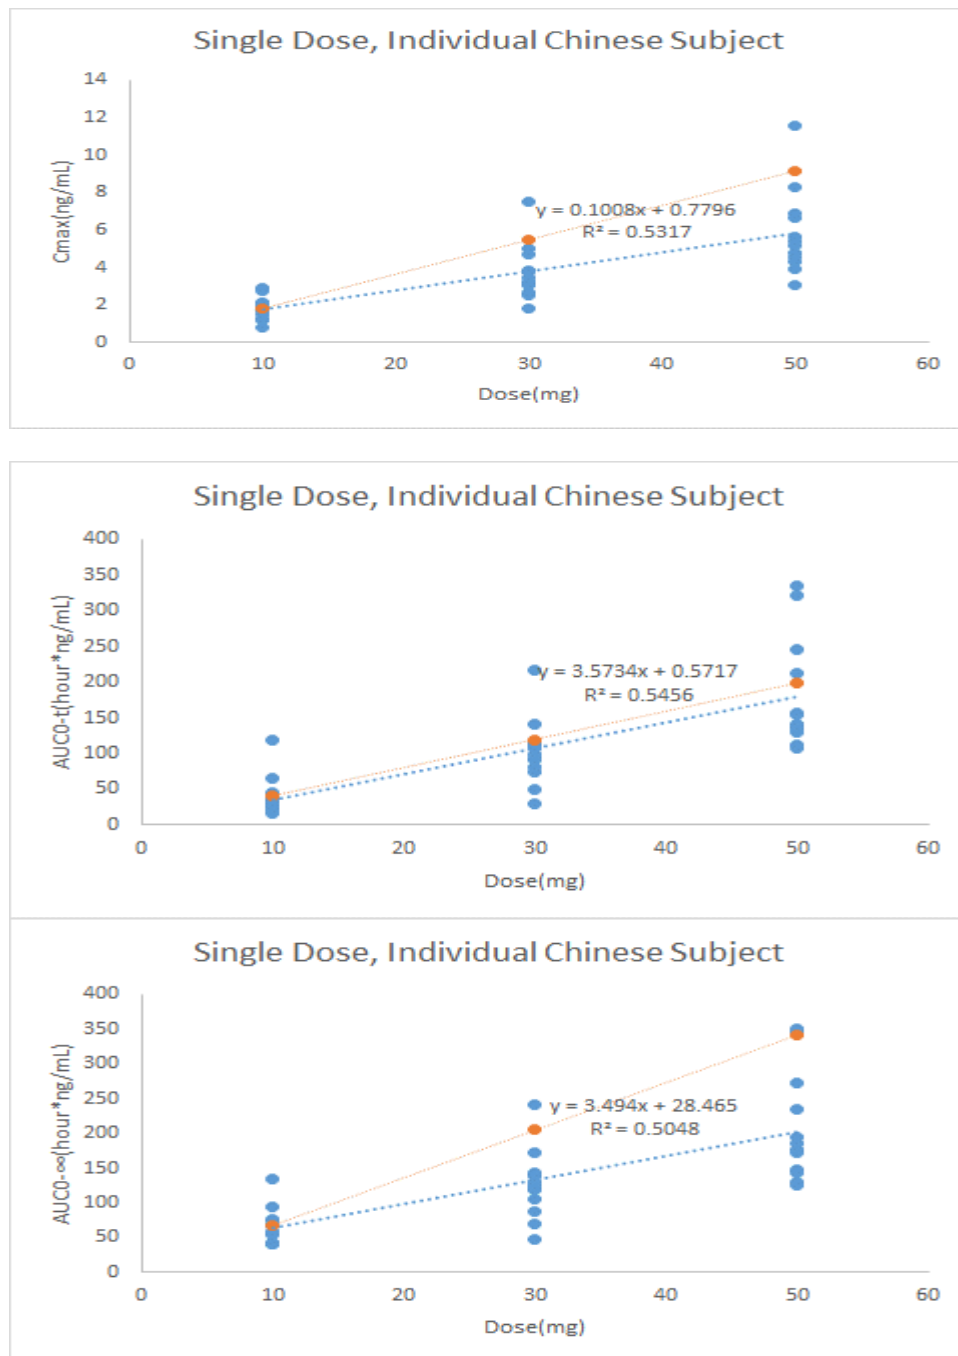 Single Dose, Individual Chinese Subject
14
12
10
8
6
4
2
0
Cmax(ng/mL)
y = 0.1008x + 0.7796
R² = 0.5317
0 10 20 30 40 50 60
Dose(mg)
Single Dose, Individual Chinese Subject
400
350
300
250
200
150
100
50
0
AUC0-t(hour*ng/mL)
y = 3.5734x + 0.5717
R² = 0.5456
0 10 20 30 40 50 60
Dose(mg)
Single Dose, Individual Chinese Subject
400
350
300
250
200
150
100
50
0
AUC0-∞(hour*ng/mL)
y = 3.494x + 28.465
R² = 0.5048
0 10 20 30 40 50 60
Dose(mg)